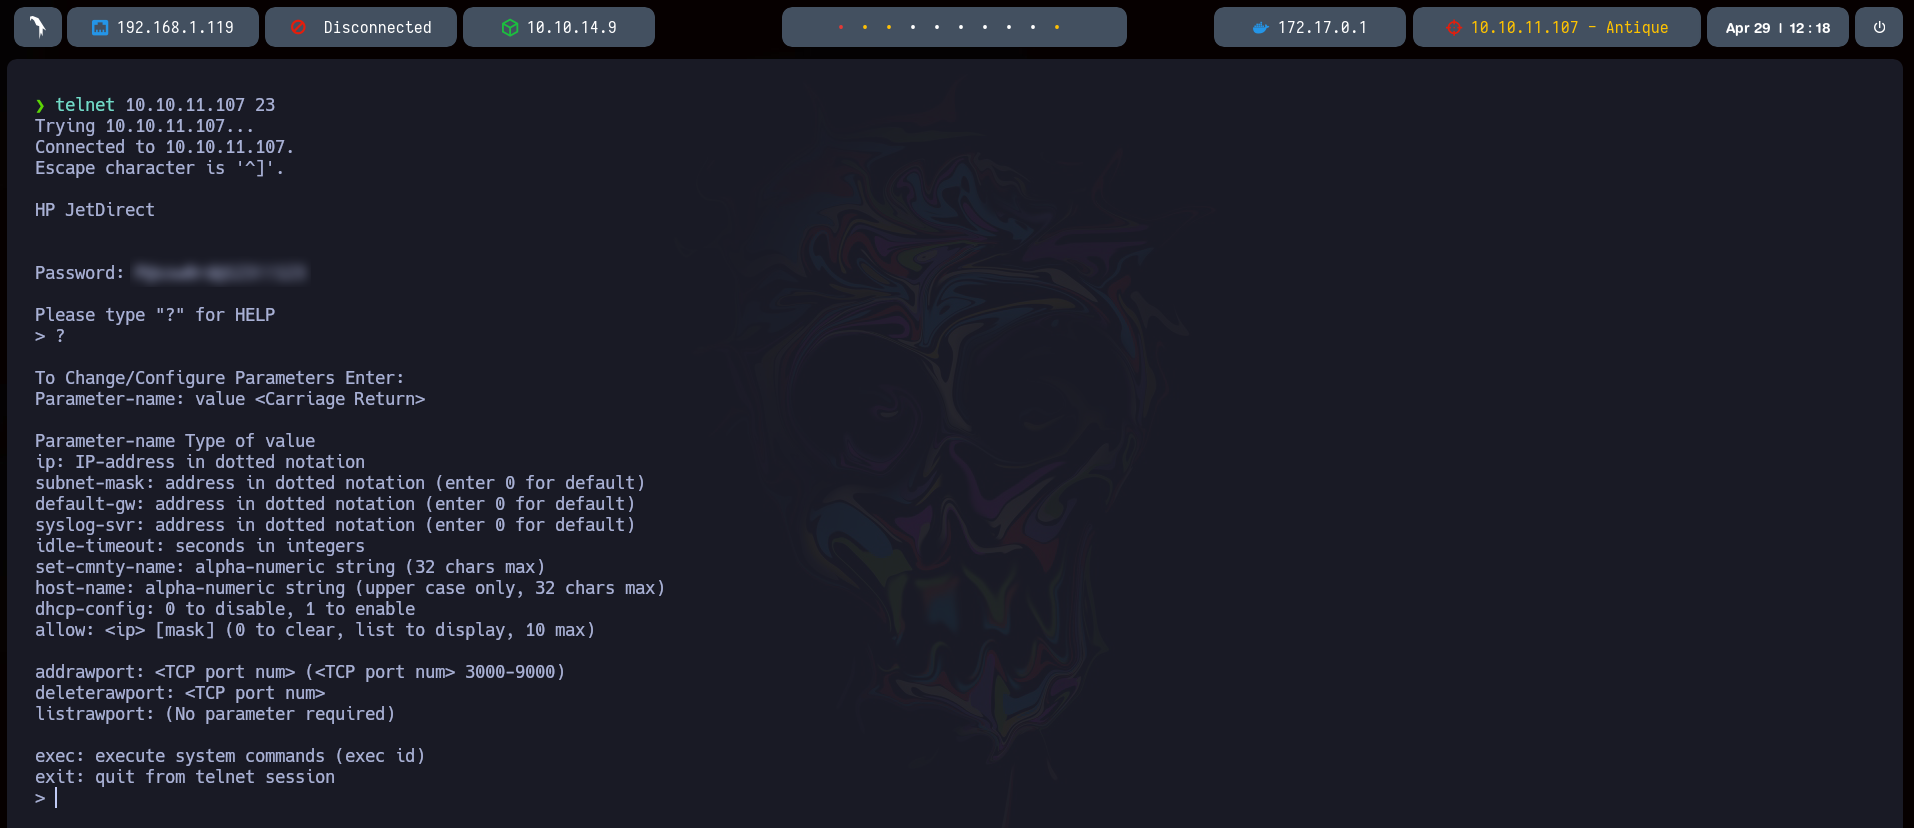 192.168.1.119 Disconnected 10.10.14.9 172.17.0.1 10.10.11.107 - Antique Apr 29 | 12:18
❯ telnet 10.10.11.107 23
Trying 10.10.11.107...
Connected to 10.10.11.107.
Escape character is '^]'.
HP JetDirect
Password:
Please type "?" for HELP
> ?
To Change/Configure Parameters Enter:
Parameter-name: value <Carriage Return>
Parameter-name Type of value
ip: IP-address in dotted notation
subnet-mask: address in dotted notation (enter 0 for default)
default-gw: address in dotted notation (enter 0 for default)
syslog-svr: address in dotted notation (enter 0 for default)
idle-timeout: seconds in integers
set-cmnty-name: alpha-numeric string (32 chars max)
host-name: alpha-numeric string (upper case only, 32 chars max)
dhcp-config: 0 to disable, 1 to enable
allow: <ip> [mask] (0 to clear, list to display, 10 max)
addrawport: <TCP port num> (<TCP port num> 3000-9000)
deleterawport: <TCP port num>
listrawport: (No parameter required)
exec: execute system commands (exec id)
exit: quit from telnet session
>